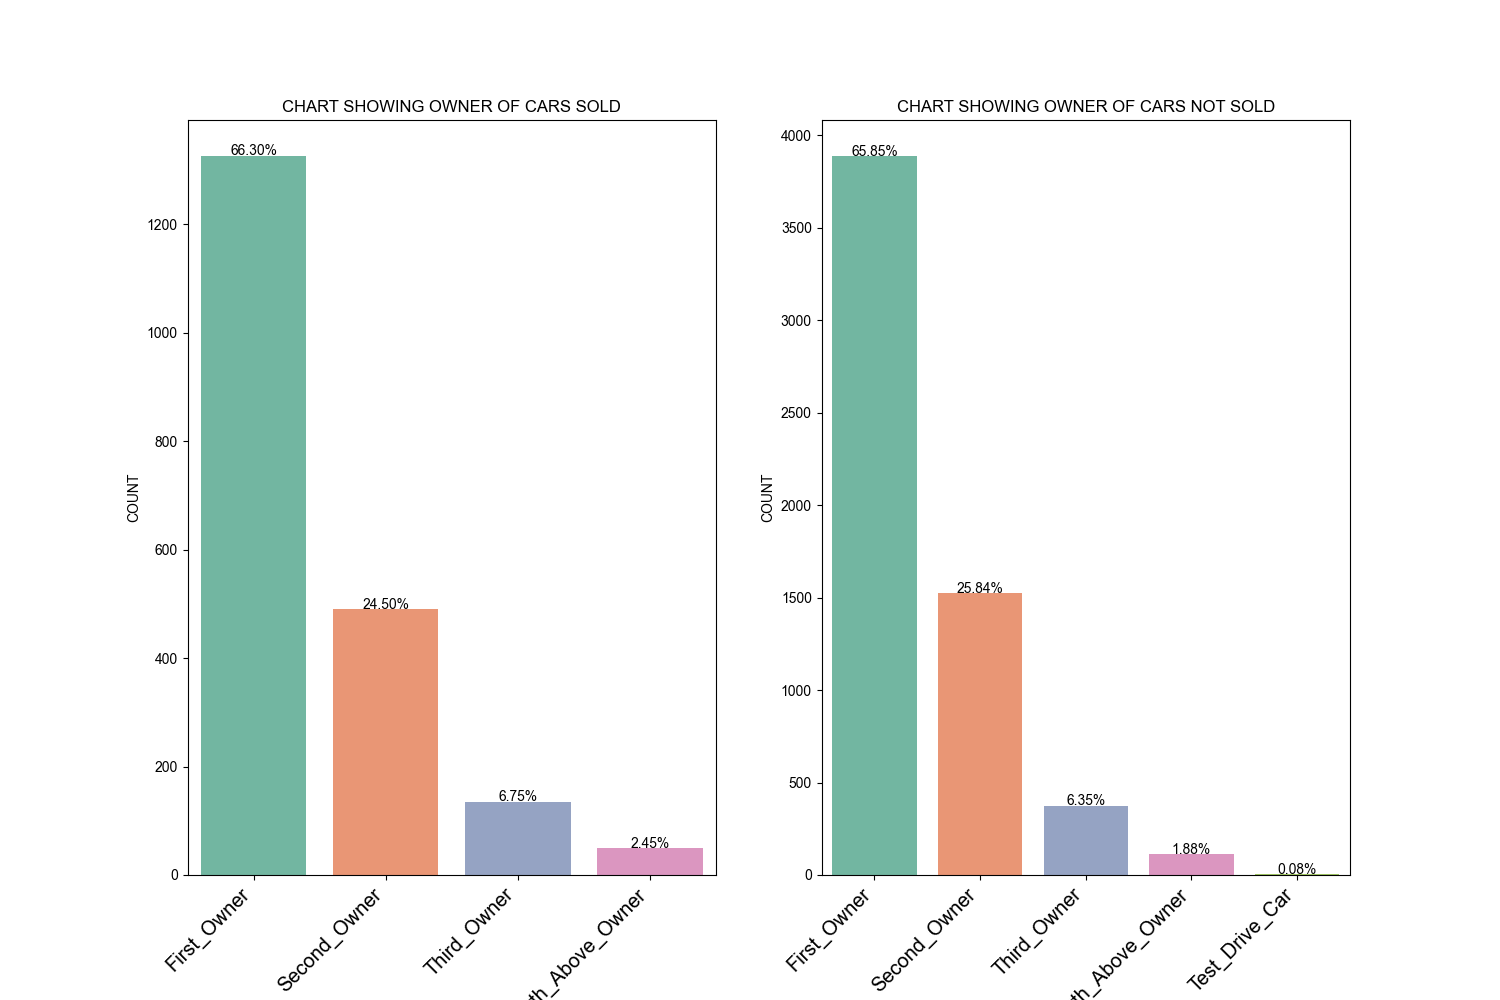 CHART SHOWING OWNER OF CARS SOLD
66.30%
24.50%
6.75%
2.45%
1200
1000
800
600
400
200
0
COUNT
First_Owner
Second_Owner
Third_Owner
th_Above_Owner
CHART SHOWING OWNER OF CARS NOT SOLD
65.85%
25.84%
6.35%
1.88%
0.08%
4000
3500
3000
2500
2000
1500
1000
500
0
COUNT
First_Owner
Second_Owner
Third_Owner
th_Above_Owner
Test_Drive_Car